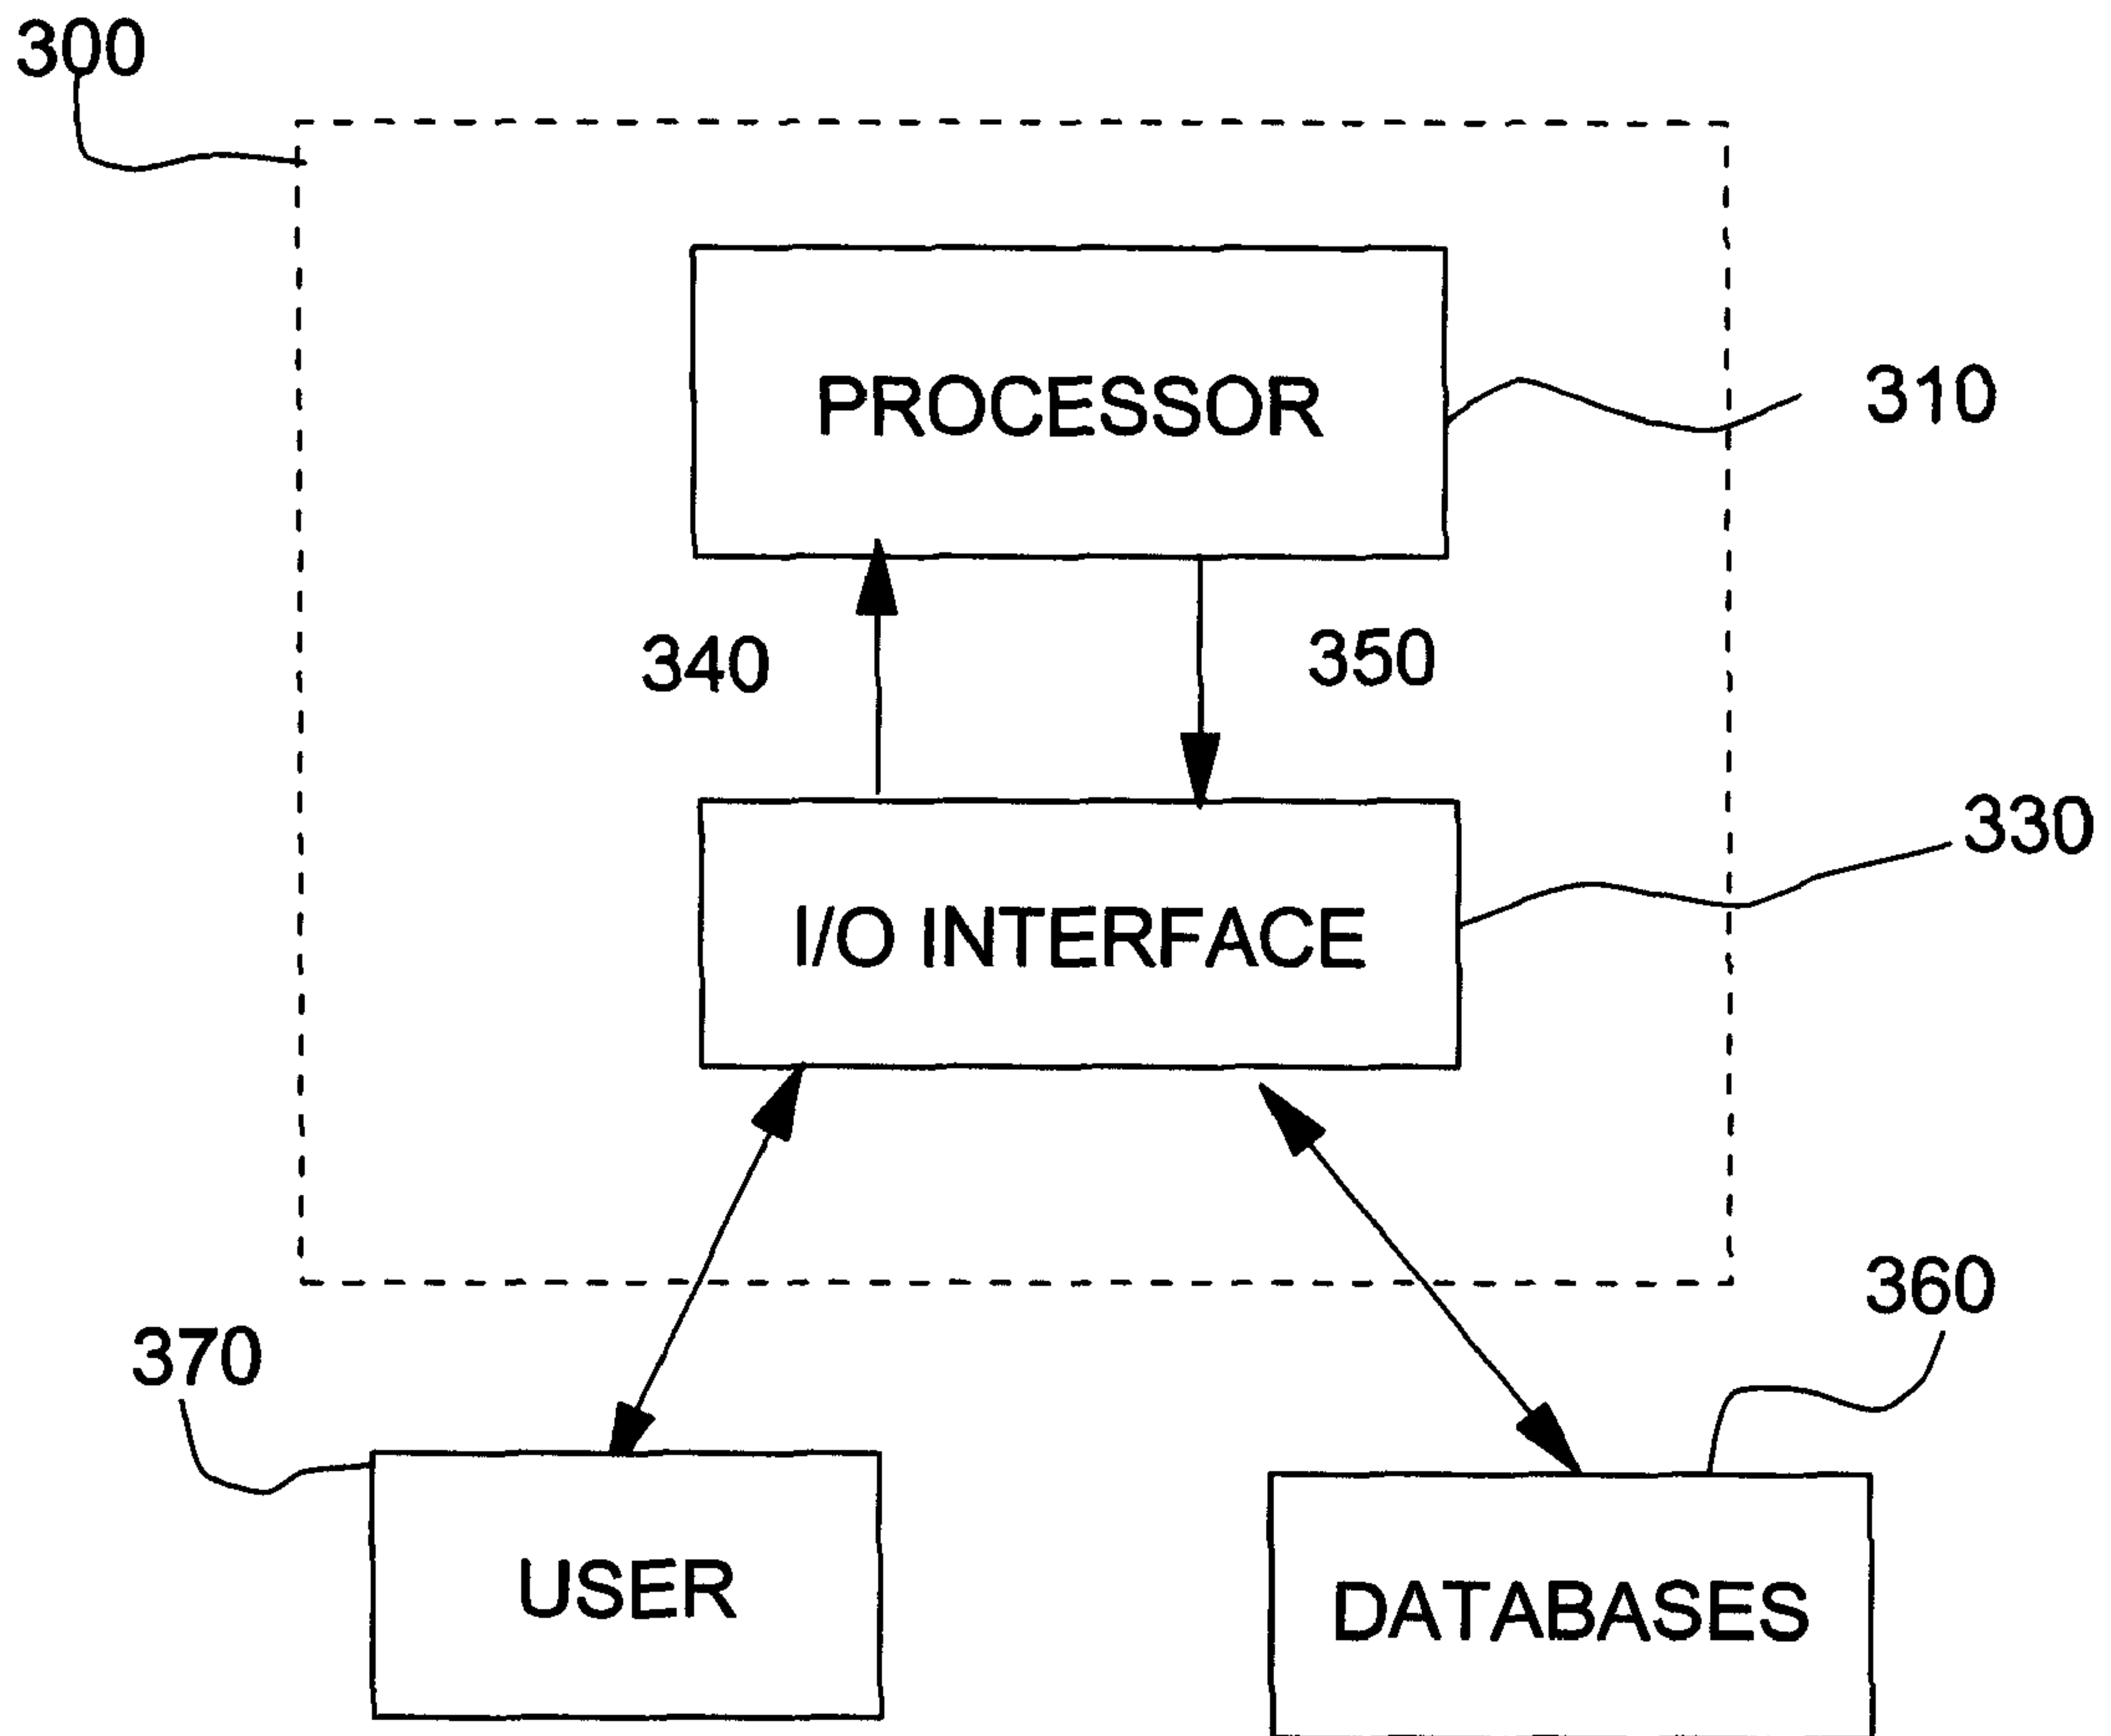 300
PROCESSOR
310
340
350
330
I/O INTERFACE
360
370
USER
DATABASES